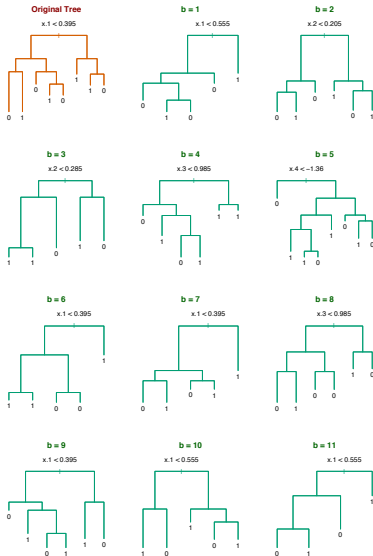 Original Tree
x.1 < 0.395
0 1
0
1 0
1
1 0
b = 1
x.1 < 0.555
0
1 0
0
1
b = 2
x.2 < 0.205
0 1
0
1
0 1
b = 3
x.2 < 0.285
1 1
0
1 0
b = 4
x.3 < 0.985
0
1
0 1
1 1
b = 5
x.4 < −1.36
0
1
1 0
1
0
1 0
b = 6
x.1 < 0.395
1 1 0 0
1
b = 7
x.1 < 0.395
0 1
0 1
1
b = 8
x.3 < 0.985
0 1
0 0
1 0
b = 9
x.1 < 0.395
0
1
0 1
1 0
b = 10
x.1 < 0.555
1 0
1
0 1
b = 11
x.1 < 0.555
0 1
0
1